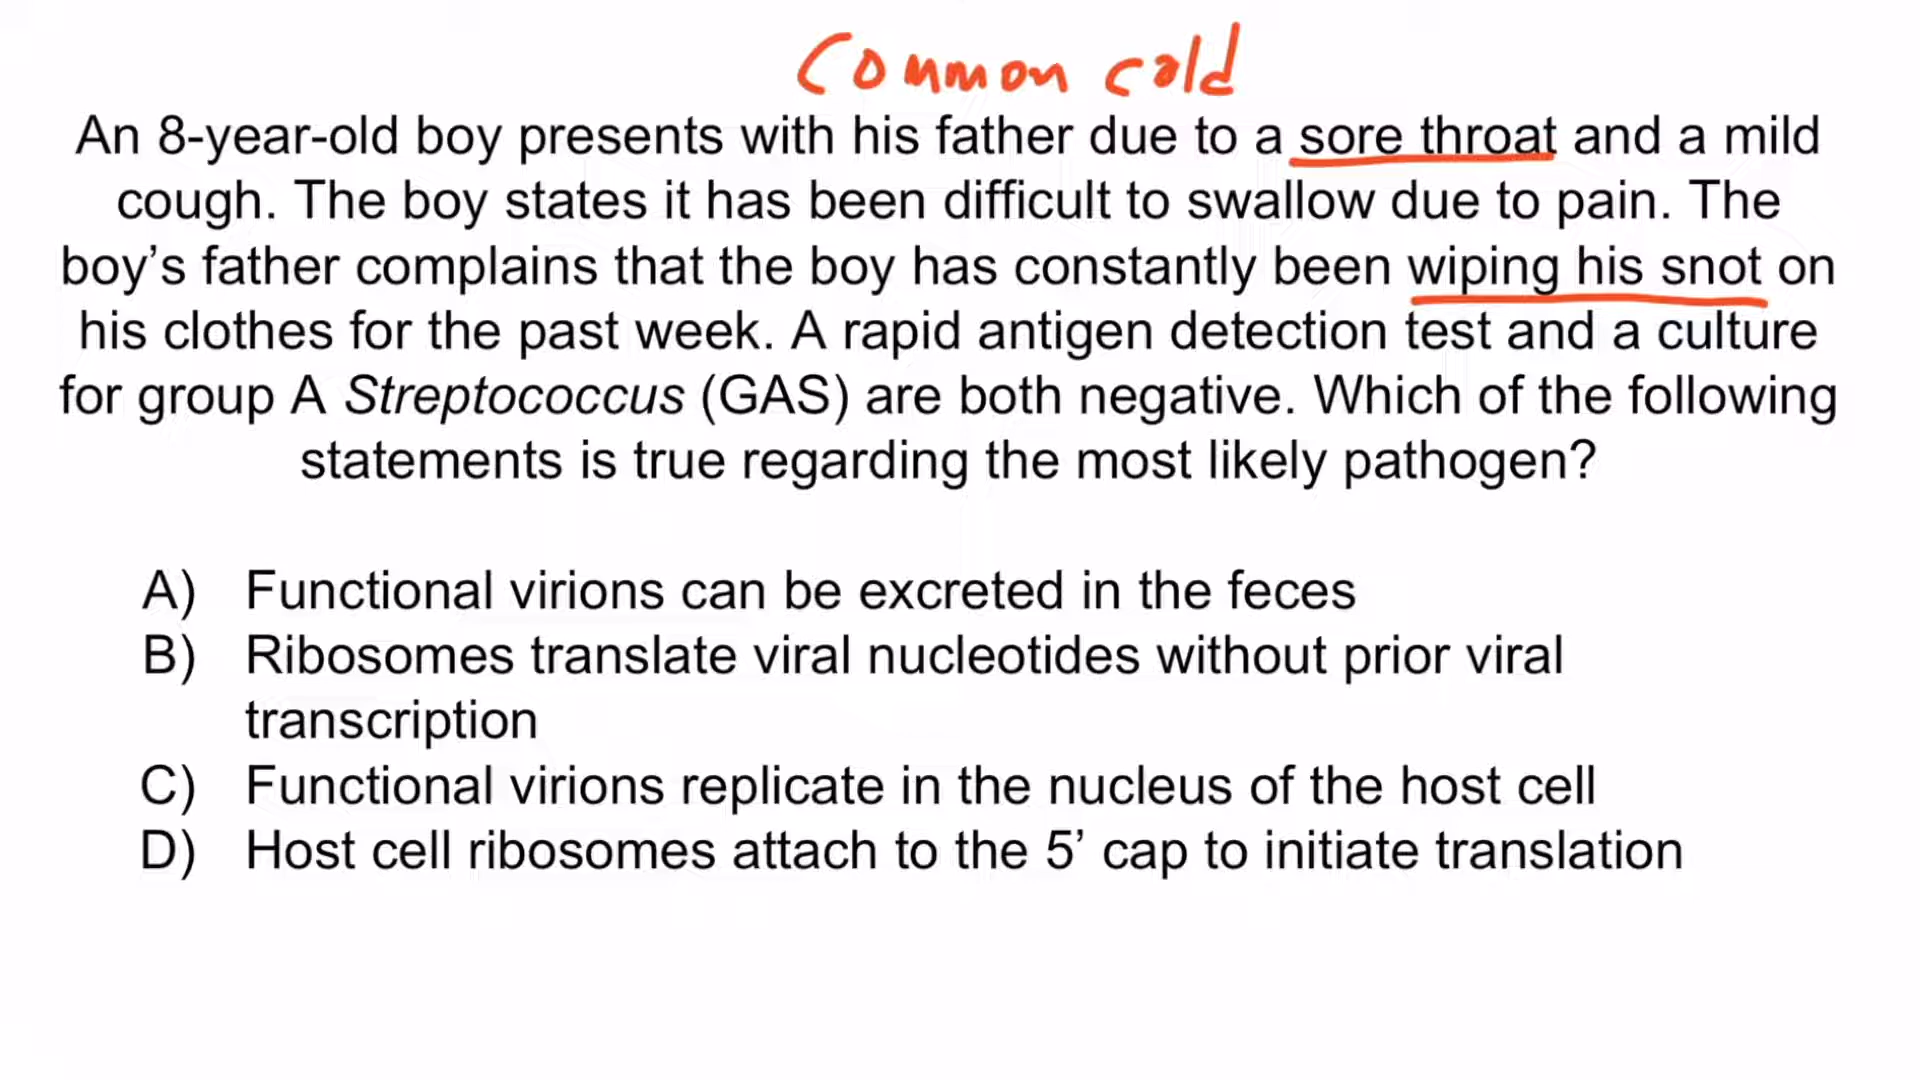 Common cold
An 8-year-old boy presents with his father due to a sore throat and a mild
cough. The boy states it has been difficult to swallow due to pain. The
boy’s father complains that the boy has constantly been wiping his snot on
his clothes for the past week. A rapid antigen detection test and a culture
for group A Streptococcus (GAS) are both negative. Which of the following
statements is true regarding the most likely pathogen?
A) Functional virions can be excreted in the feces
B) Ribosomes translate viral nucleotides without prior viral
transcription
C) Functional virions replicate in the nucleus of the host cell
D) Host cell ribosomes attach to the 5’ cap to initiate translation